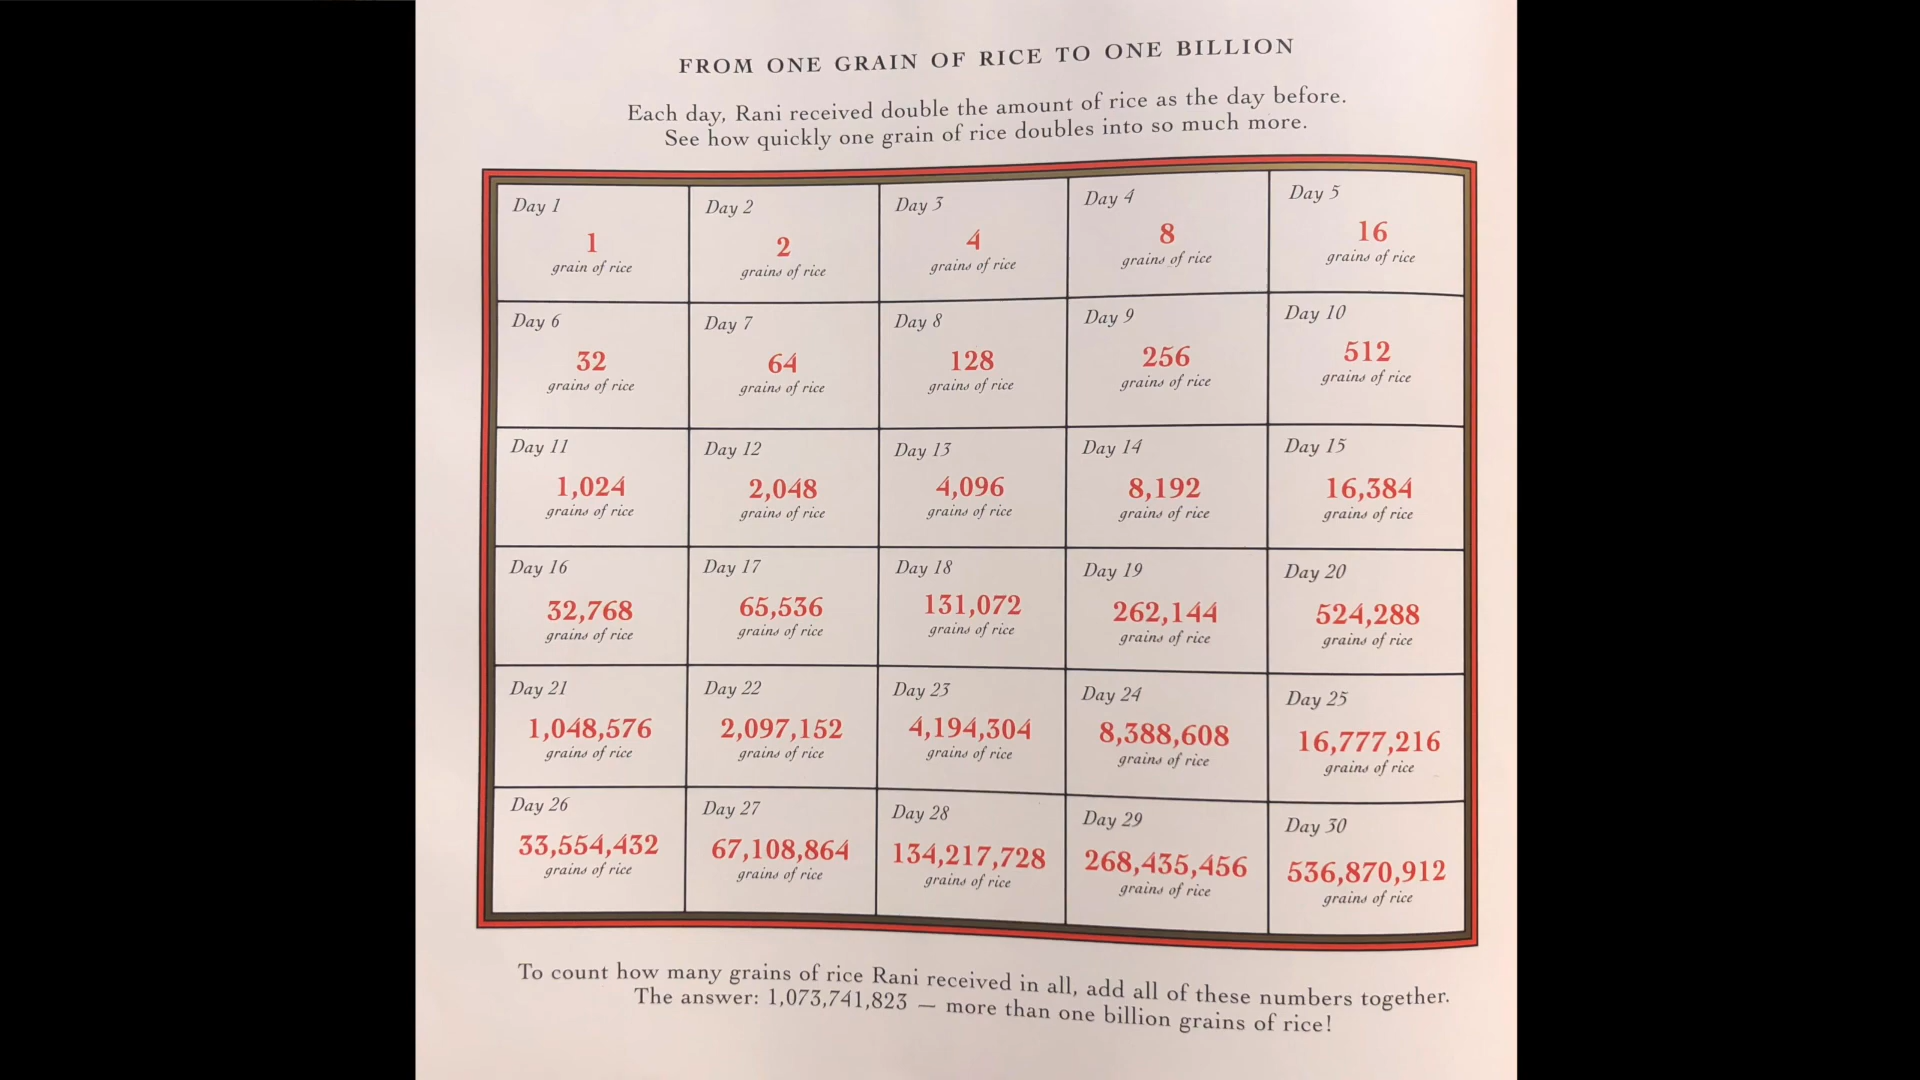 FROM ONE GRAIN OF RICE TO ONE BILLION
Each day, Rani received double the amount of rice as the day before.
See how quickly one grain of rice doubles into so much more.
Day 1
1
grain of rice
Day 2
2
grains of rice
Day 3
4
grains of rice
Day 4
8
grains of rice
Day 5
16
grains of rice
Day 6
32
grains of rice
Day 7
64
grains of rice
Day 8
128
grains of rice
Day 9
256
grains of rice
Day 10
512
grains of rice
Day 11
1,024
grains of rice
Day 12
2,048
grains of rice
Day 13
4,096
grains of rice
Day 14
8,192
grains of rice
Day 15
16,384
grains of rice
Day 16
32,768
grains of rice
Day 17
65,536
grains of rice
Day 18
131,072
grains of rice
Day 19
262,144
grains of rice
Day 20
524,288
grains of rice
Day 21
1,048,576
grains of rice
Day 22
2,097,152
grains of rice
Day 23
4,194,304
grains of rice
Day 24
8,388,608
grains of rice
Day 25
16,777,216
grains of rice
Day 26
33,554,432
grains of rice
Day 27
67,108,864
grains of rice
Day 28
134,217,728
grains of rice
Day 29
268,435,456
grains of rice
Day 30
536,870,912
grains of rice
To count how many grains of rice Rani received in all, add all of these numbers together.
The answer: 1,073,741,823 — more than one billion grains of rice!